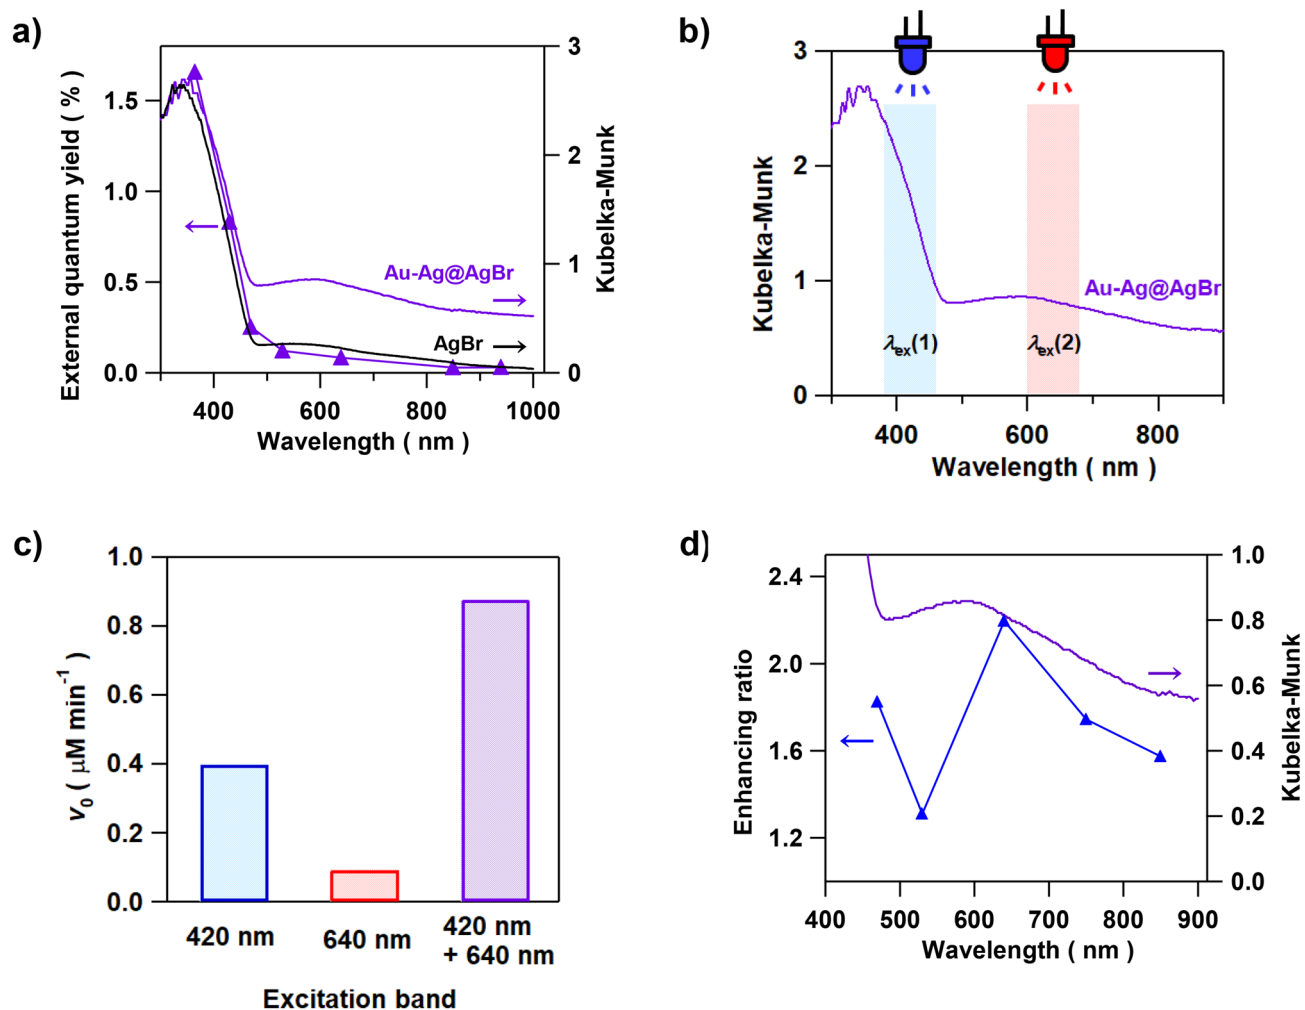 a)
External quantum yield ( % )
1.5
1.0
0.5
0.0
3
2
1
0
Kubelka-Munk
Au-Ag@AgBr
AgBr
400 600 800 1000
Wavelength ( nm )
b)
Kubelka-Munk
3
2
1
0
Au-Ag@AgBr
λex(1)
λex(2)
400 600 800
Wavelength ( nm )
c)
v0 ( μM min-1 )
1.0
0.8
0.6
0.4
0.2
0.0
420 nm
640 nm
420 nm
+ 640 nm
Excitation band
d)
Enhancing ratio
2.4
2.0
1.6
1.2
1.0
0.8
0.6
0.4
0.2
0.0
Kubelka-Munk
400 500 600 700 800 900
Wavelength ( nm )